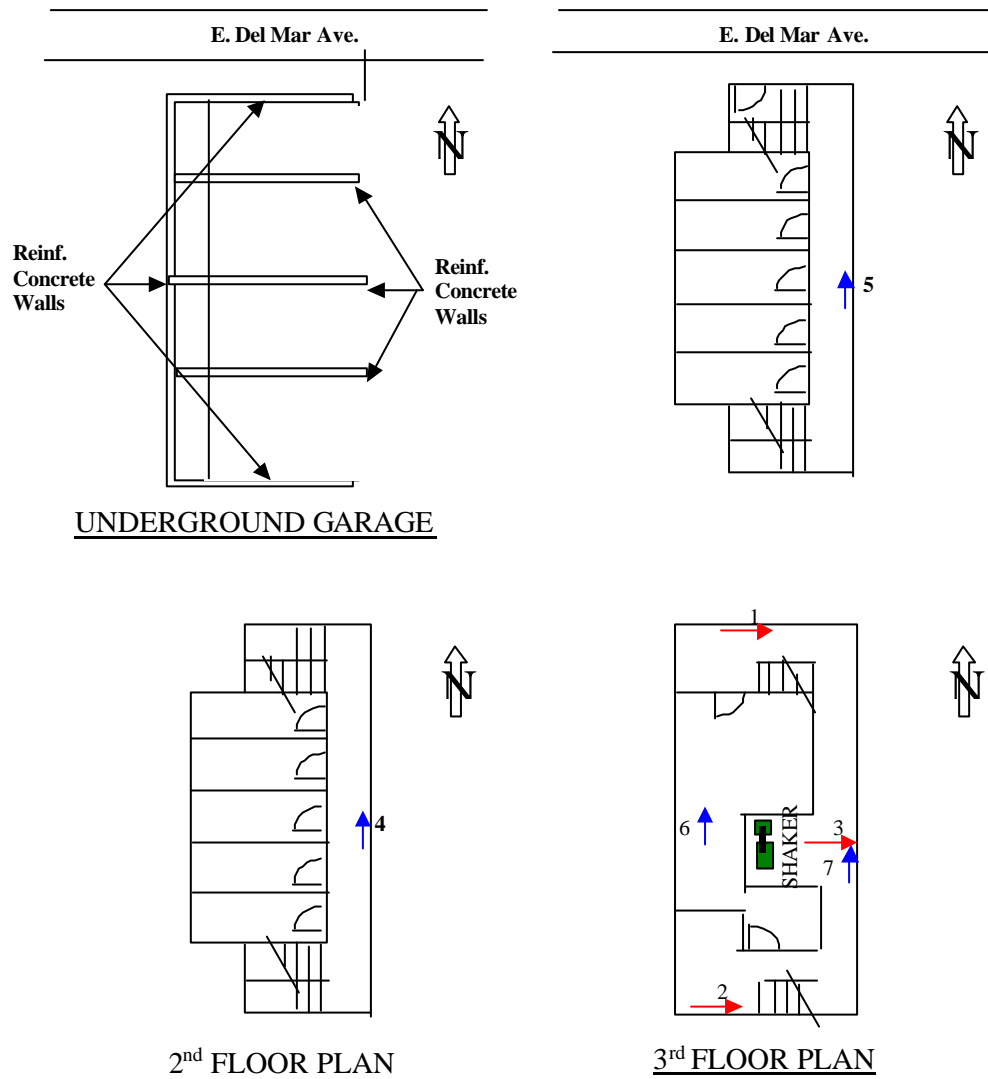 E. Del Mar Ave.
E. Del Mar Ave.
N
N
Reinf.
Concrete
Walls
Reinf.
Concrete
Walls
5
UNDERGROUND GARAGE
N
N
4
1
6
SHAKER
3
7
2
2nd FLOOR PLAN
3rd FLOOR PLAN